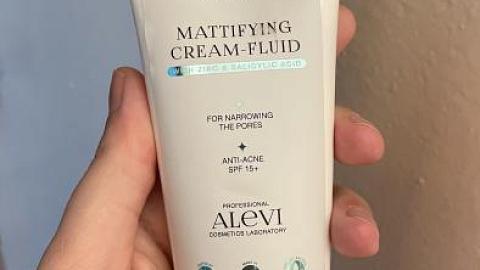 MATTIFYING
CREAM-FLUID
WITH ZINC & SALICYLIC ACID
FOR NARROWING
THE PORES
ANTI-ACNE
SPF 15+
PROFESSIONAL
ALEVI
COSMETICS LABORATORY